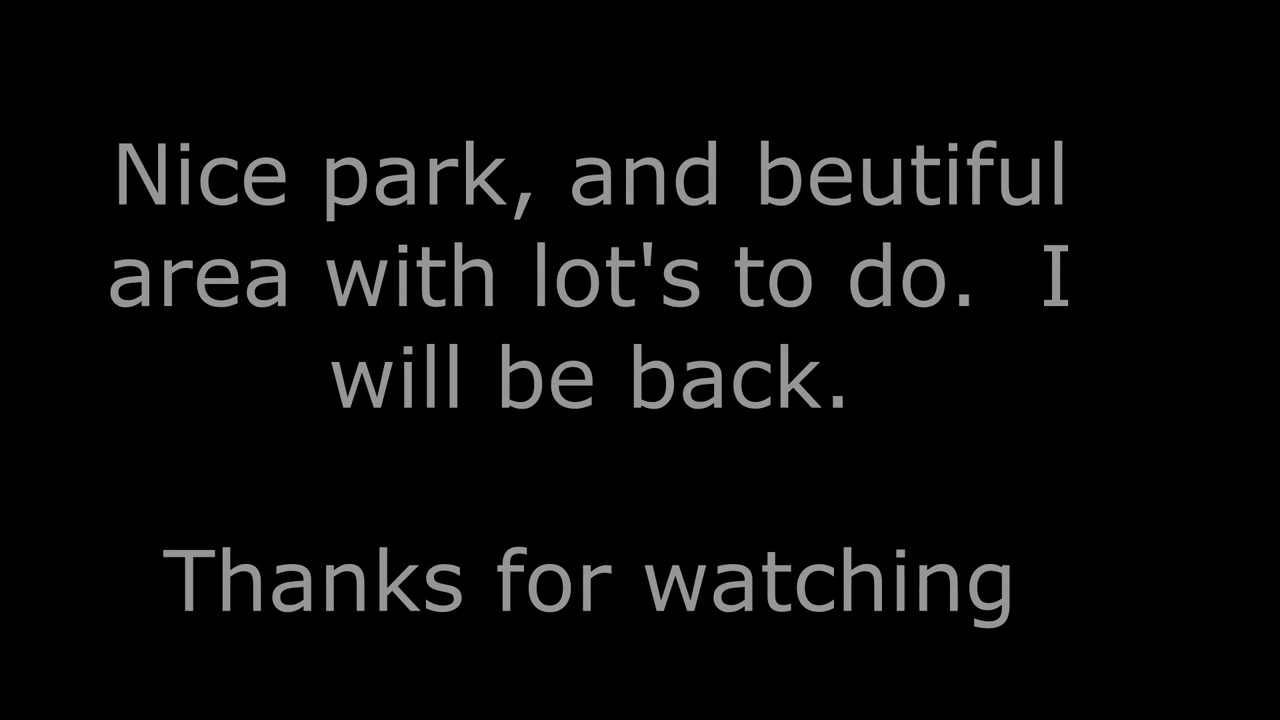 Nice park, and beutiful
area with lot's to do.  I
will be back.
Thanks for watching